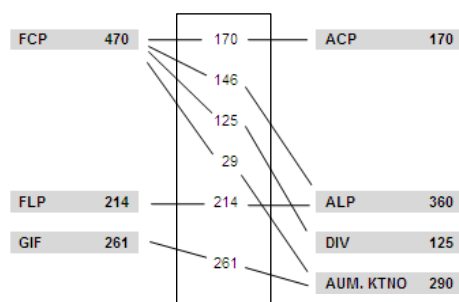 FCP 470 170 ACP 170
146
125
29
FLP 214 214 ALP 360
GIF 261 DIV 125
261
AUM. KTNO 290